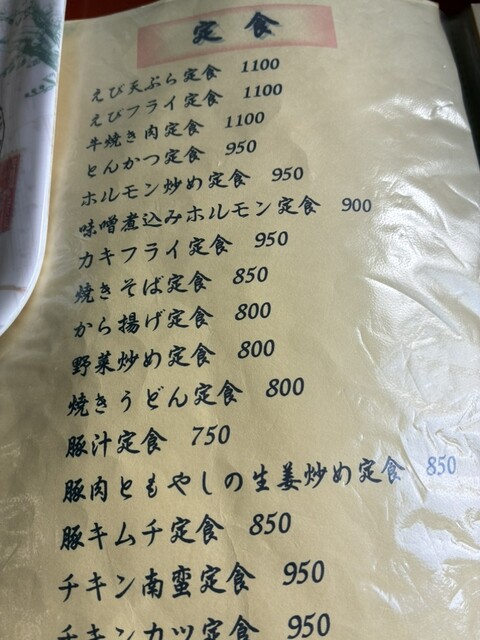 定食
えび天ぷら定食 1100
えびフライ定食 1100
牛焼き肉定食 1100
とんかつ定食 950
ホルモン炒め定食 950
味噌煮込みホルモン定食 900
カキフライ定食 950
焼きそば定食 850
から揚げ定食 800
野菜炒め定食 800
焼きうどん定食 800
豚汁定食 750
豚肉ともやしの生姜炒め定食 850
豚キムチ定食 850
チキン南蛮定食 950
チキンカツ定食 950